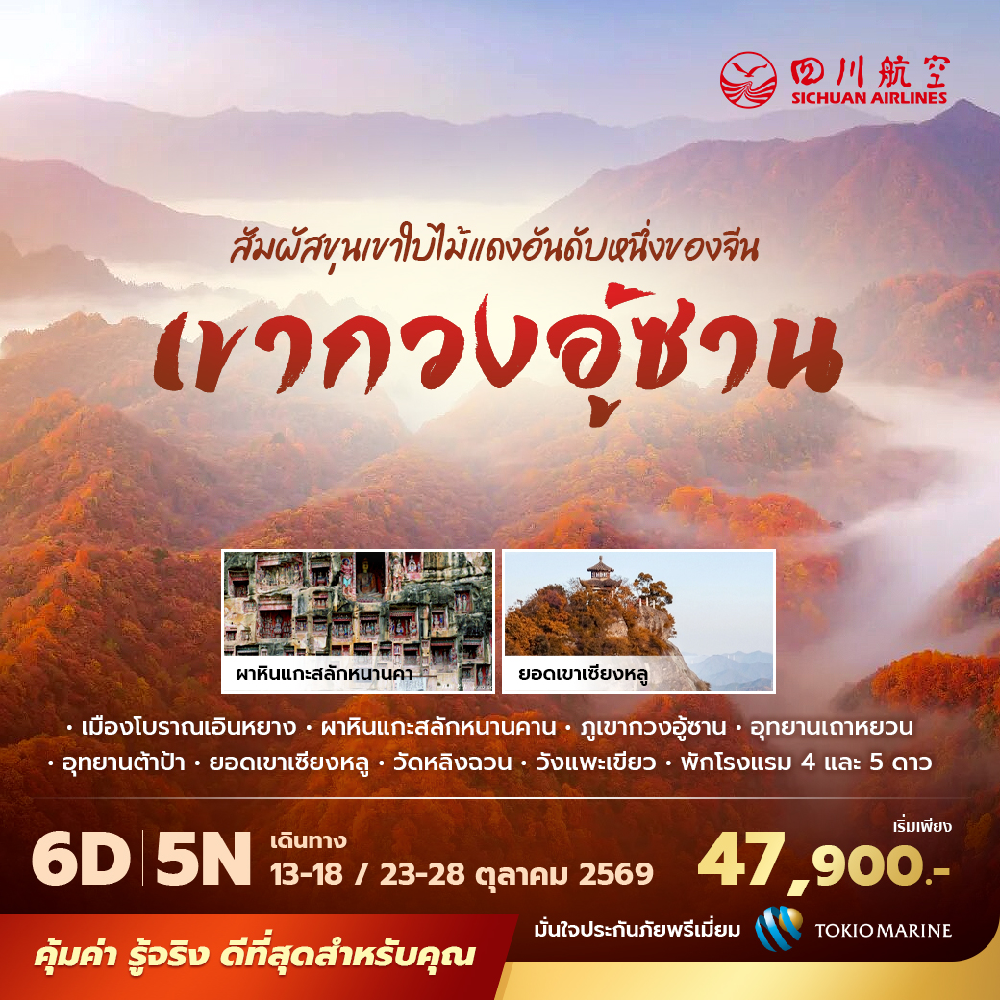 四川航空
SICHUAN AIRLINES
สัมผัสขุนเขาใบไม้แดงอันดับหนึ่งของจีน
เขากวงอู้ซาน
ผาหินแกะสลักหนานคา
ยอดเขาเซียงหลู
• เมืองโบราณเอินหยาง • ผาหินแกะสลักหนานคาน • ภูเขากวงอู้ซาน • อุทยานเถาหยวน
• อุทยานต้าป้า • ยอดเขาเซียงหลู • วัดหลิงฉวน • วังแพะเขียว • พักโรงแรม 4 และ 5 ดาว
6D | 5N
เดินทาง
13-18 / 23-28 ตุลาคม 2569
เริ่มเพียง
47,900.-
มั่นใจประกันภัยพรีเมี่ยม TOKIO MARINE
คุ้มค่า รู้จริง ดีที่สุดสำหรับคุณ